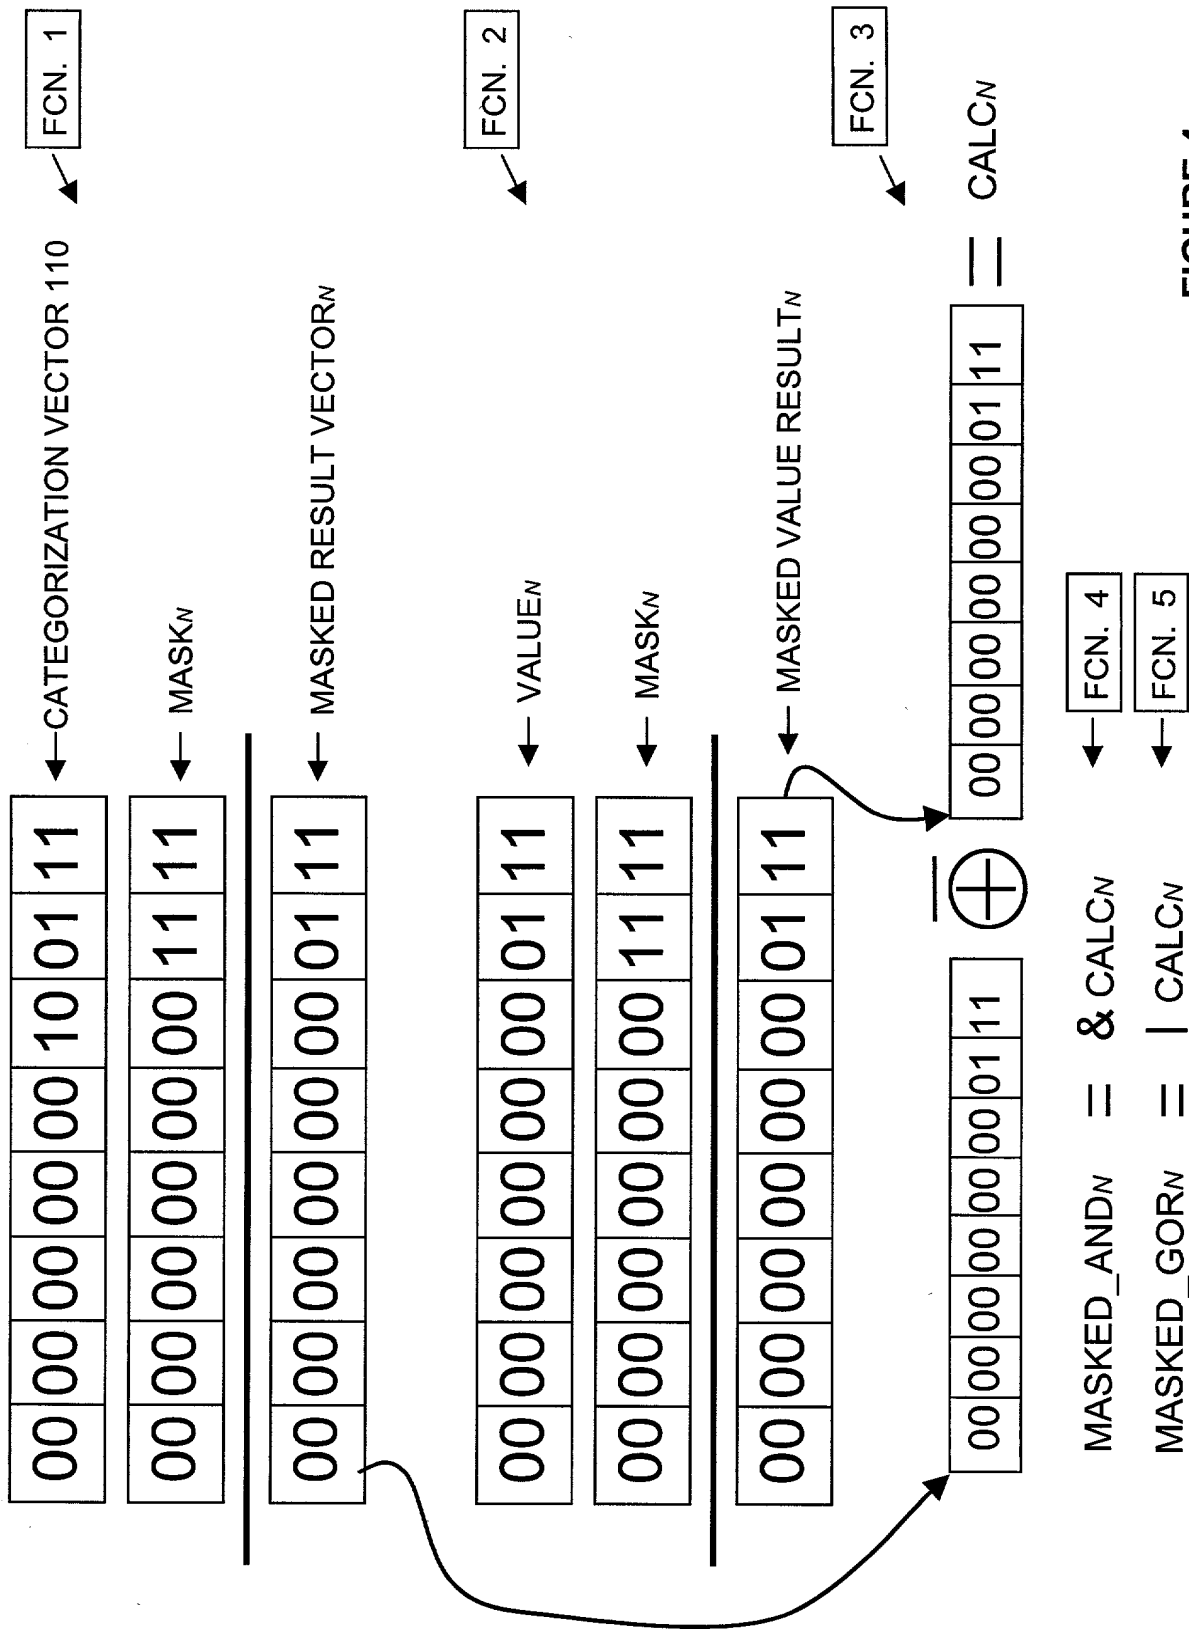 FCN. 1
00 00 00 00 00 10 01 11 CATEGORIZATION VECTOR 110
00 00 00 00 00 00 11 11 MASKN
00 00 00 00 00 00 01 11 MASKED RESULT VECTORN
FCN. 2
00 00 00 00 00 00 01 11 VALUEN
00 00 00 00 00 00 11 11 MASKN
00 00 00 00 00 00 01 11 MASKED VALUE RESULTN
FCN. 3
00 00 00 00 00 00 01 11 ⊕ 00 00 00 00 00 00 01 11 = CALCN
MASKED_ANDN = & CALCN FCN. 4
MASKED_GORN = | CALCN FCN. 5